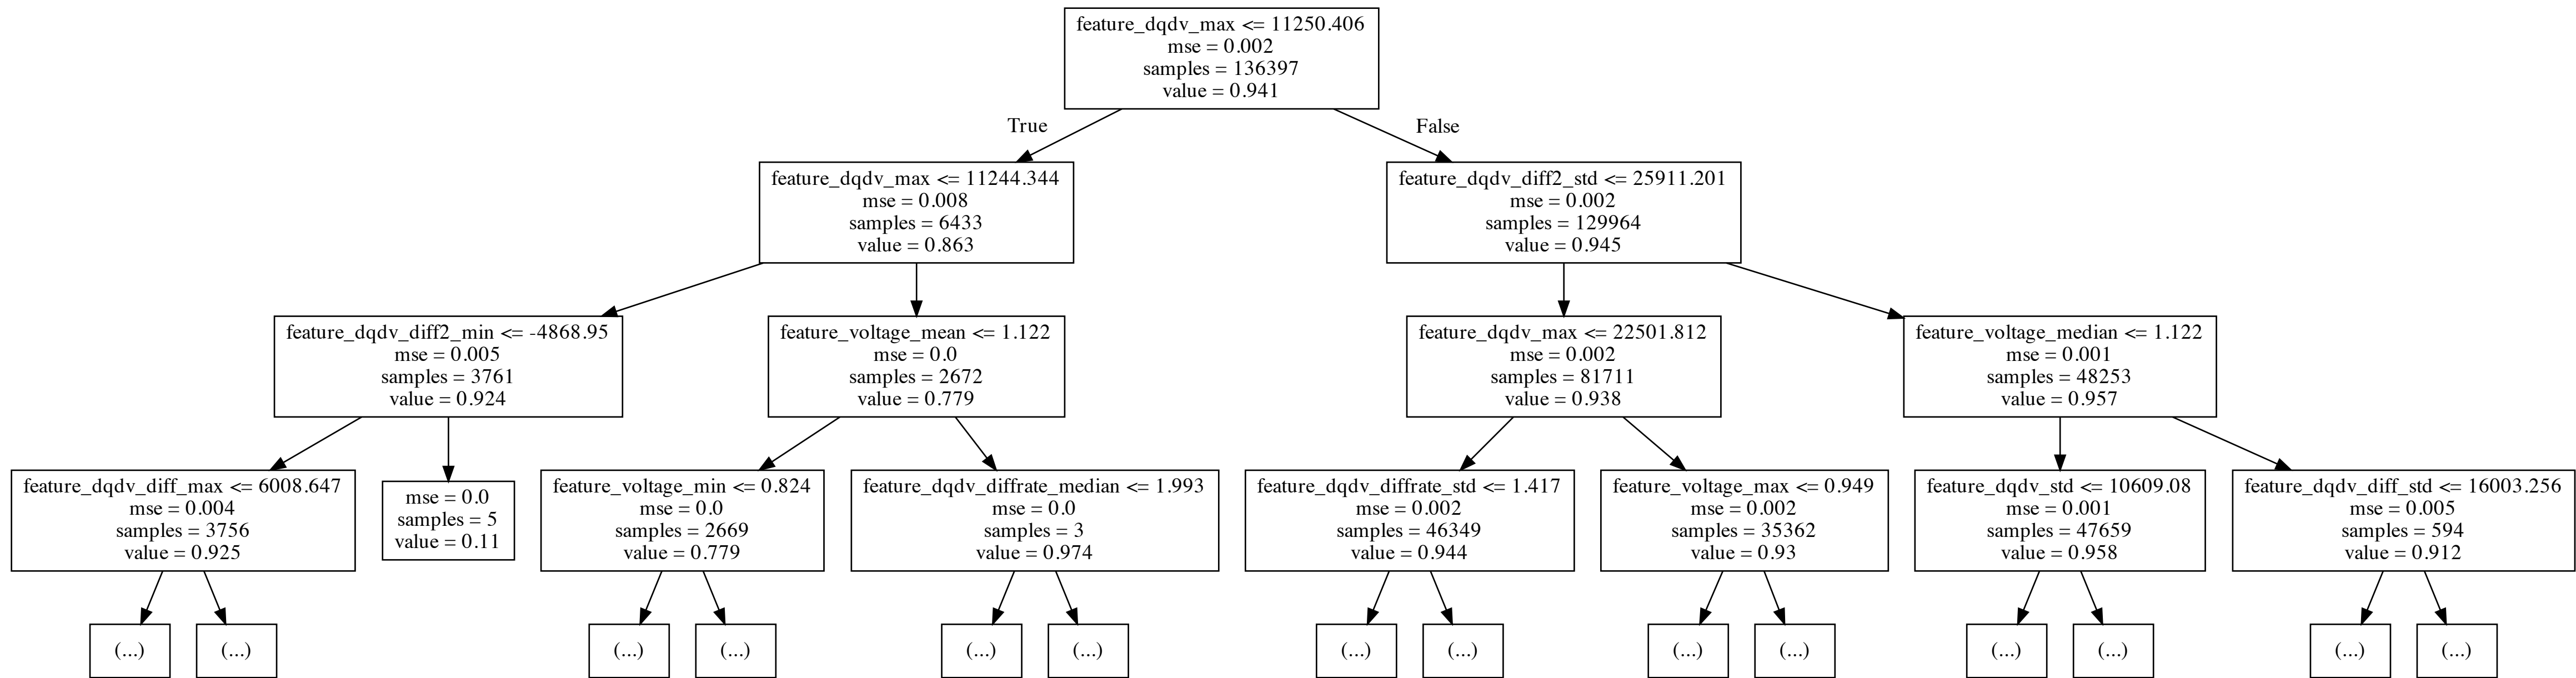 feature_dqdv_max <= 11250.406
mse = 0.002
samples = 136397
value = 0.941
True
False
feature_dqdv_max <= 11244.344
mse = 0.008
samples = 6433
value = 0.863
feature_dqdv_diff2_std <= 25911.201
mse = 0.002
samples = 129964
value = 0.945
feature_dqdv_diff2_min <= -4868.95
mse = 0.005
samples = 3761
value = 0.924
feature_voltage_mean <= 1.122
mse = 0.0
samples = 2672
value = 0.779
feature_dqdv_max <= 22501.812
mse = 0.002
samples = 81711
value = 0.938
feature_voltage_median <= 1.122
mse = 0.001
samples = 48253
value = 0.957
feature_dqdv_diff_max <= 6008.647
mse = 0.004
samples = 3756
value = 0.925
mse = 0.0
samples = 5
value = 0.11
feature_voltage_min <= 0.824
mse = 0.0
samples = 2669
value = 0.779
feature_dqdv_diffrate_median <= 1.993
mse = 0.0
samples = 3
value = 0.974
feature_dqdv_diffrate_std <= 1.417
mse = 0.002
samples = 46349
value = 0.944
feature_voltage_max <= 0.949
mse = 0.002
samples = 35362
value = 0.93
feature_dqdv_std <= 10609.08
mse = 0.001
samples = 47659
value = 0.958
feature_dqdv_diff_std <= 16003.256
mse = 0.005
samples = 594
value = 0.912
(...)
(...)
(...)
(...)
(...)
(...)
(...)
(...)
(...)
(...)
(...)
(...)
(...)
(...)